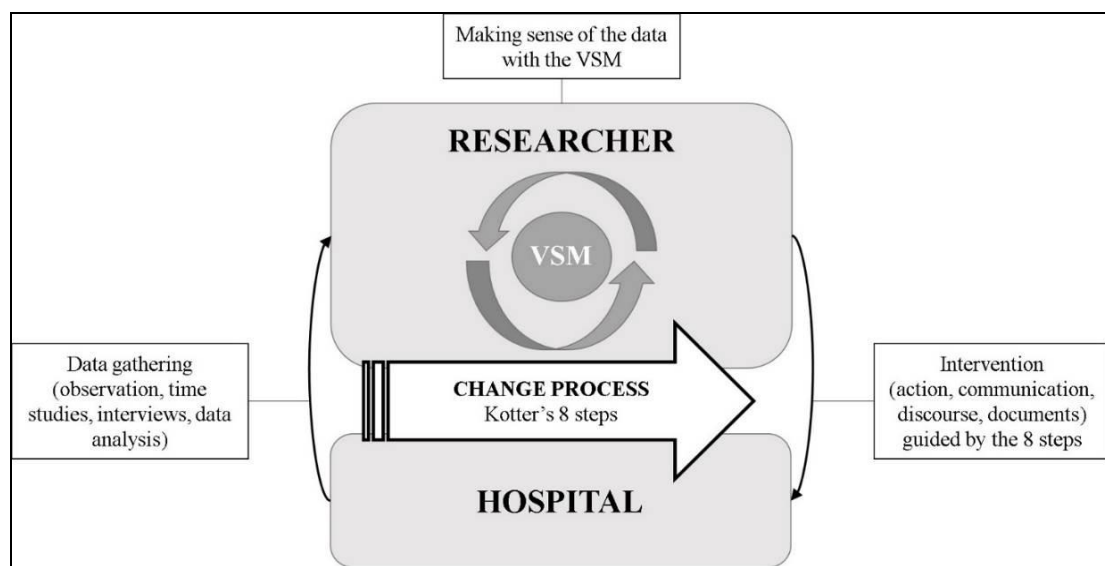 Making sense of the data
with the VSM
RESEARCHER
VSM
Data gathering
(observation, time
studies, interviews, data
analysis)
CHANGE PROCESS
Kotter’s 8 steps
Intervention
(action, communication,
discourse, documents)
guided by the 8 steps
HOSPITAL